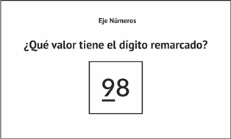 Eje Números
¿Qué valor tiene el dígito remarcado?
98